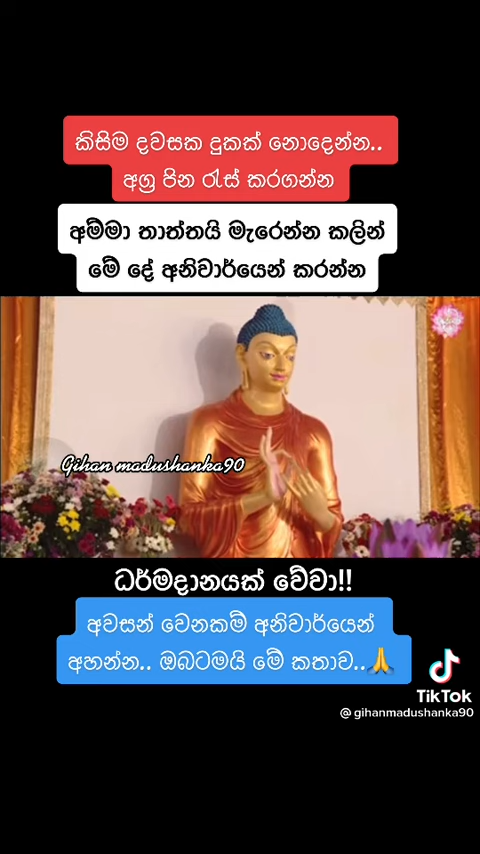 කිසිම දවසක දුකක් නොදෙන්න..
අග්‍ර පින රැස් කරගන්න
අම්මා තාත්තයි මැරෙන්න කලින්
මේ දේ අනිවාර්යෙන් කරන්න
Gihan madushanka90
ධර්මදානයක් වේවා!!
අවසන් වෙනකම් අනිවාර්යෙන්
අහන්න.. ඔබටමයි මේ කතාව..🙏
TikTok
@gihanmadushanka90